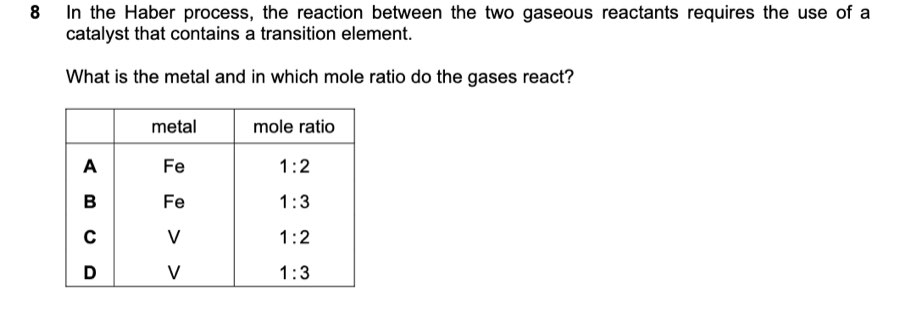 8 In the Haber process, the reaction between the two gaseous reactants requires the use of a
catalyst that contains a transition element.
What is the metal and in which mole ratio do the gases react?
metal mole ratio
A Fe 1:2
B Fe 1:3
C V 1:2
D V 1:3